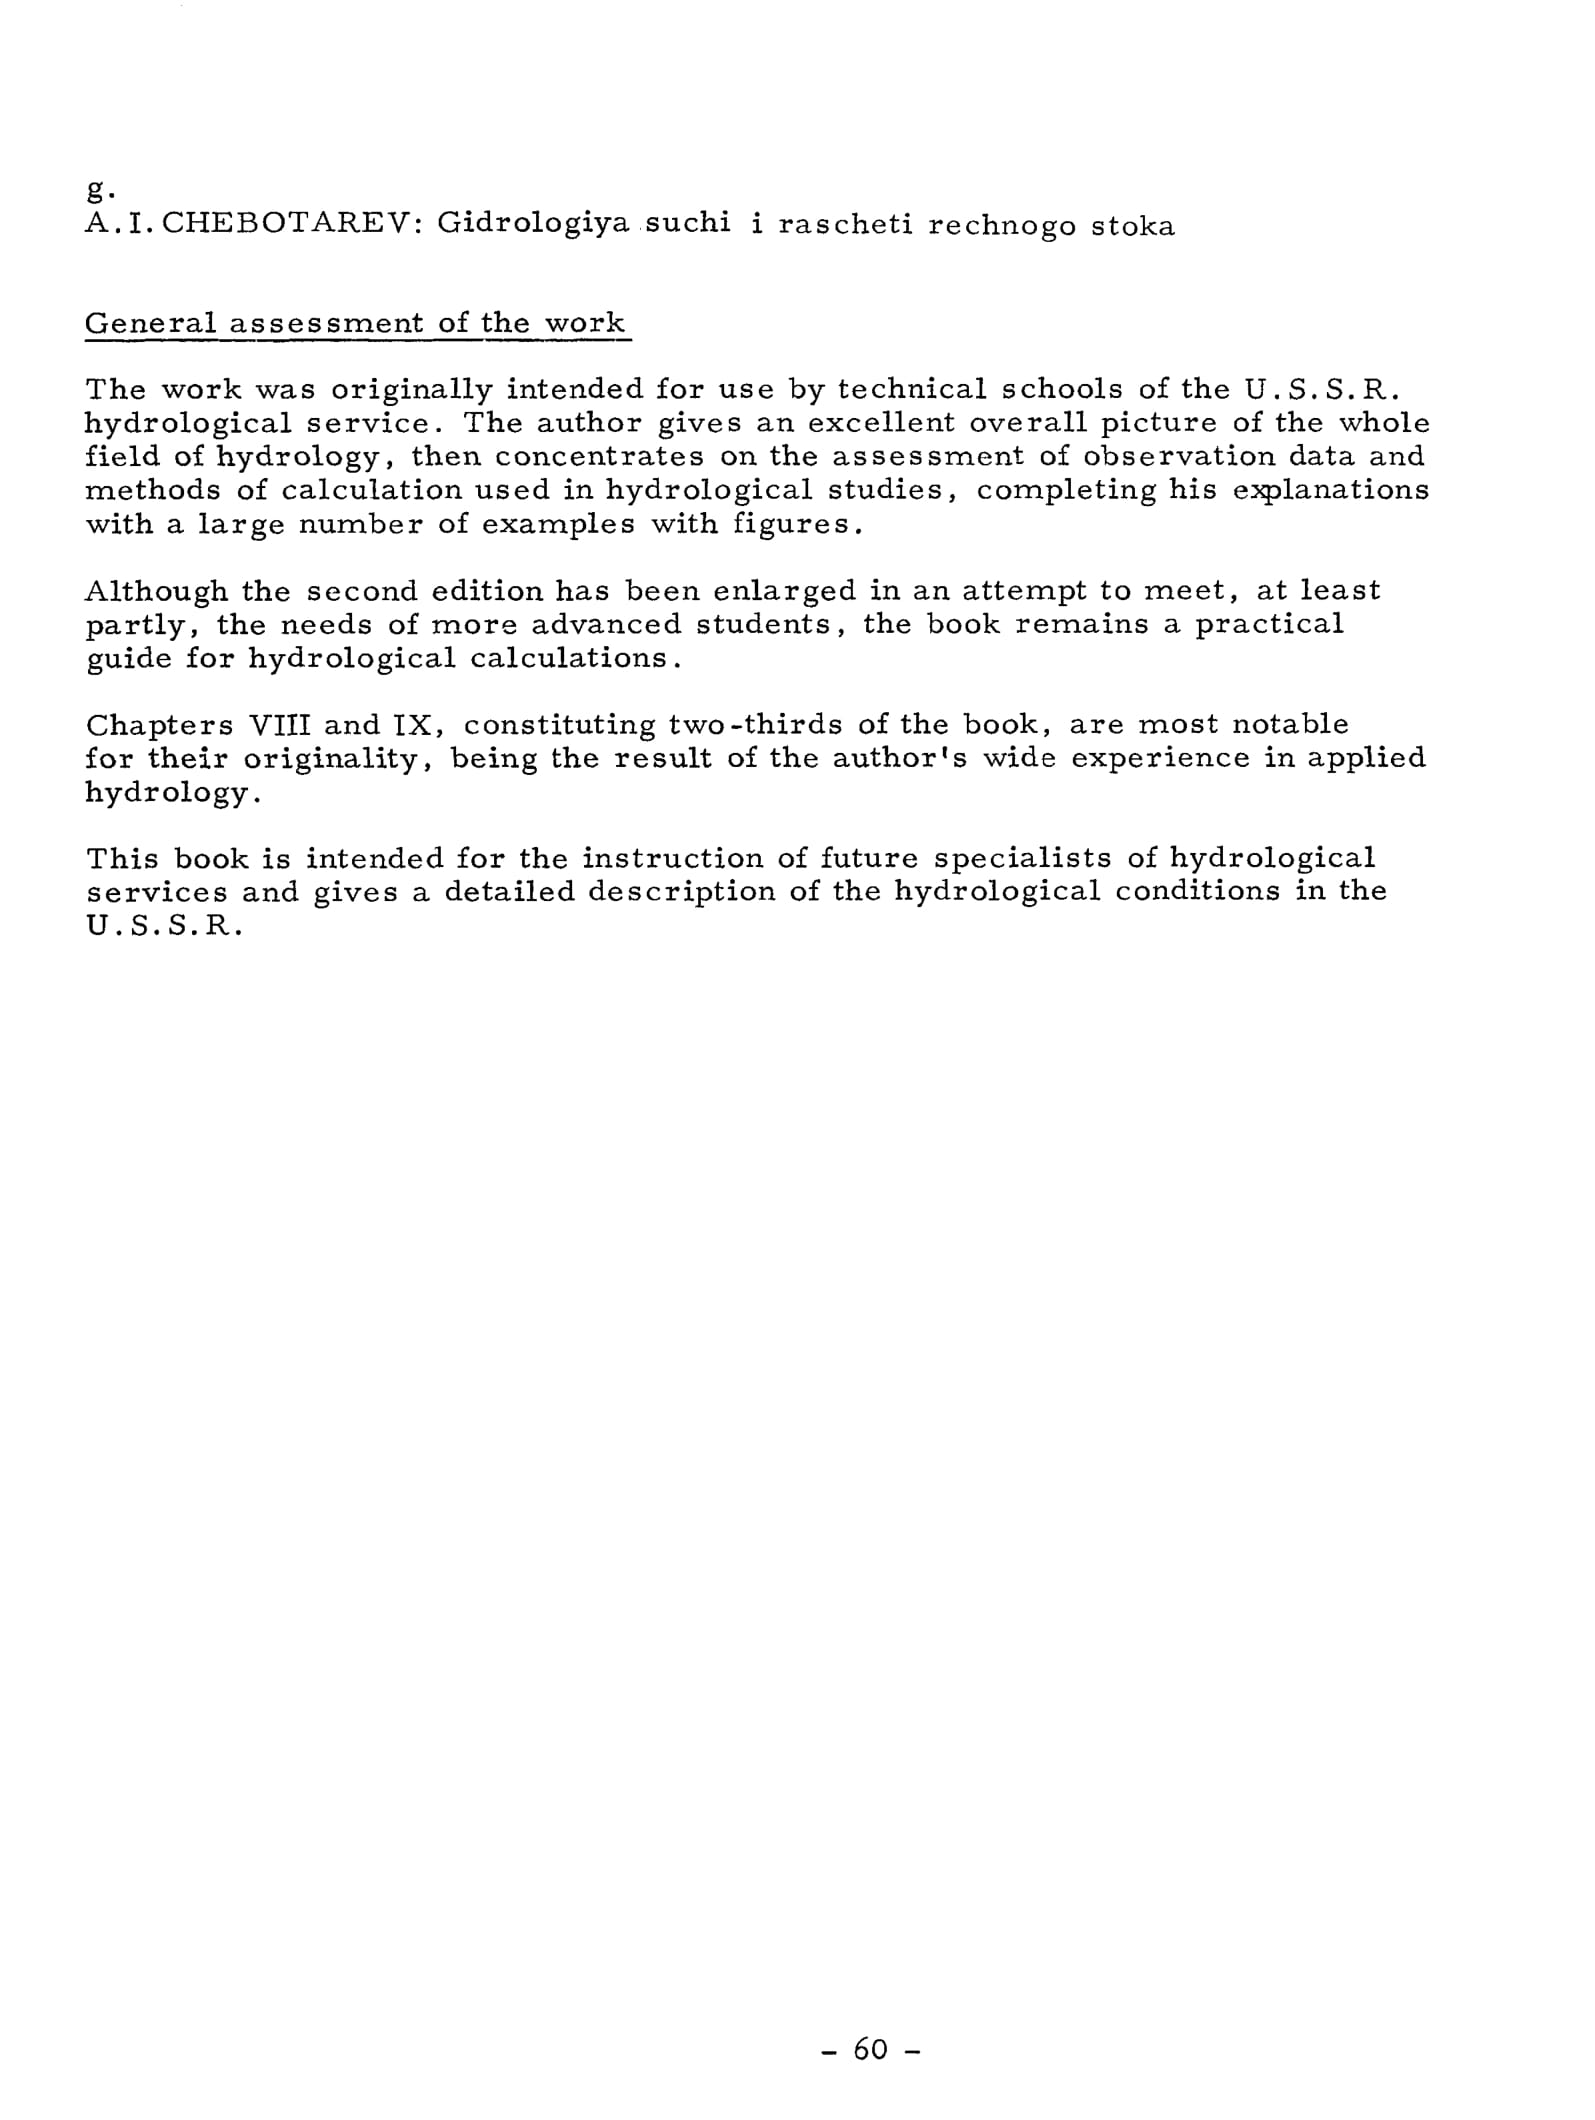 g.
A.I. CHEBOTAREV: Gidrologiya suchi i rascheti rechnogo stoka
General assessment of the work
The work was originally intended for use by technical schools of the U.S.S.R.
hydrological service. The author gives an excellent overall picture of the whole
field of hydrology, then concentrates on the assessment of observation data and
methods of calculation used in hydrological studies, completing his explanations
with a large number of examples with figures.
Although the second edition has been enlarged in an attempt to meet, at least
partly, the needs of more advanced students, the book remains a practical
guide for hydrological calculations.
Chapters VIII and IX, constituting two-thirds of the book, are most notable
for their originality, being the result of the author's wide experience in applied
hydrology.
This book is intended for the instruction of future specialists of hydrological
services and gives a detailed description of the hydrological conditions in the
U.S.S.R.
- 60 -